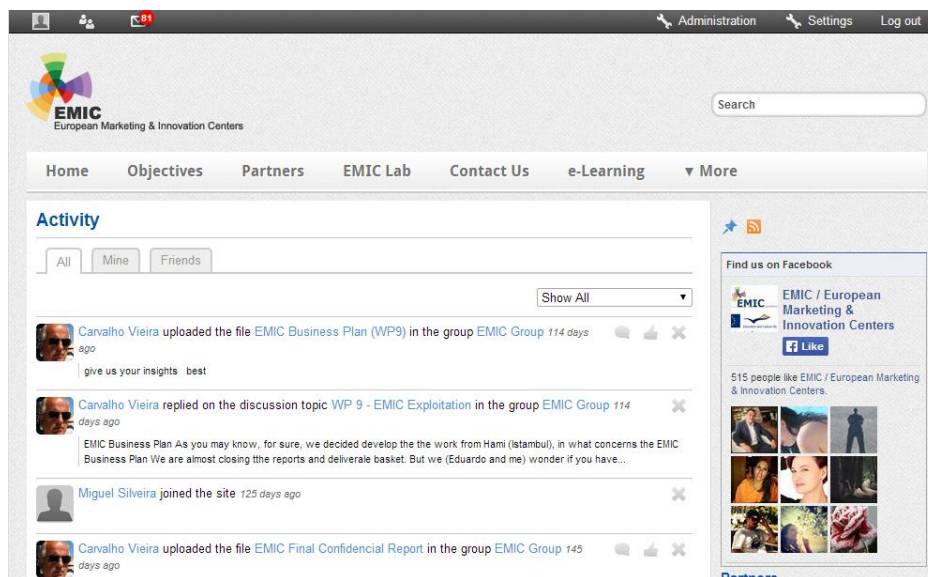 81
Administration
Settings
Log out
EMIC
European Marketing & Innovation Centers
Search
Home
Objectives
Partners
EMIC Lab
Contact Us
e-Learning
▾ More
Activity
All
Mine
Friends
Show All
Carvalho Vieira uploaded the file EMIC Business Plan (WP9) in the group EMIC Group 114 days
ago
give us your insights best
Carvalho Vieira replied on the discussion topic WP 9 - EMIC Exploitation in the group EMIC Group 114
days ago
EMIC Business Plan As you may know, for sure, we decided develop the the work from Hami (Istambul), in what concerns the EMIC
Business Plan We are almost closing tthe reports and deliverale basket. But we (Eduardo and me) wonder if you have...
Miguel Silveira joined the site 125 days ago
Carvalho Vieira uploaded the file EMIC Final Confidencial Report in the group EMIC Group 145
days ago
Find us on Facebook
EMIC
EMIC / European
Marketing &
Innovation Centers
Like
515 people like EMIC / European Marketing
& Innovation Centers.
Partners